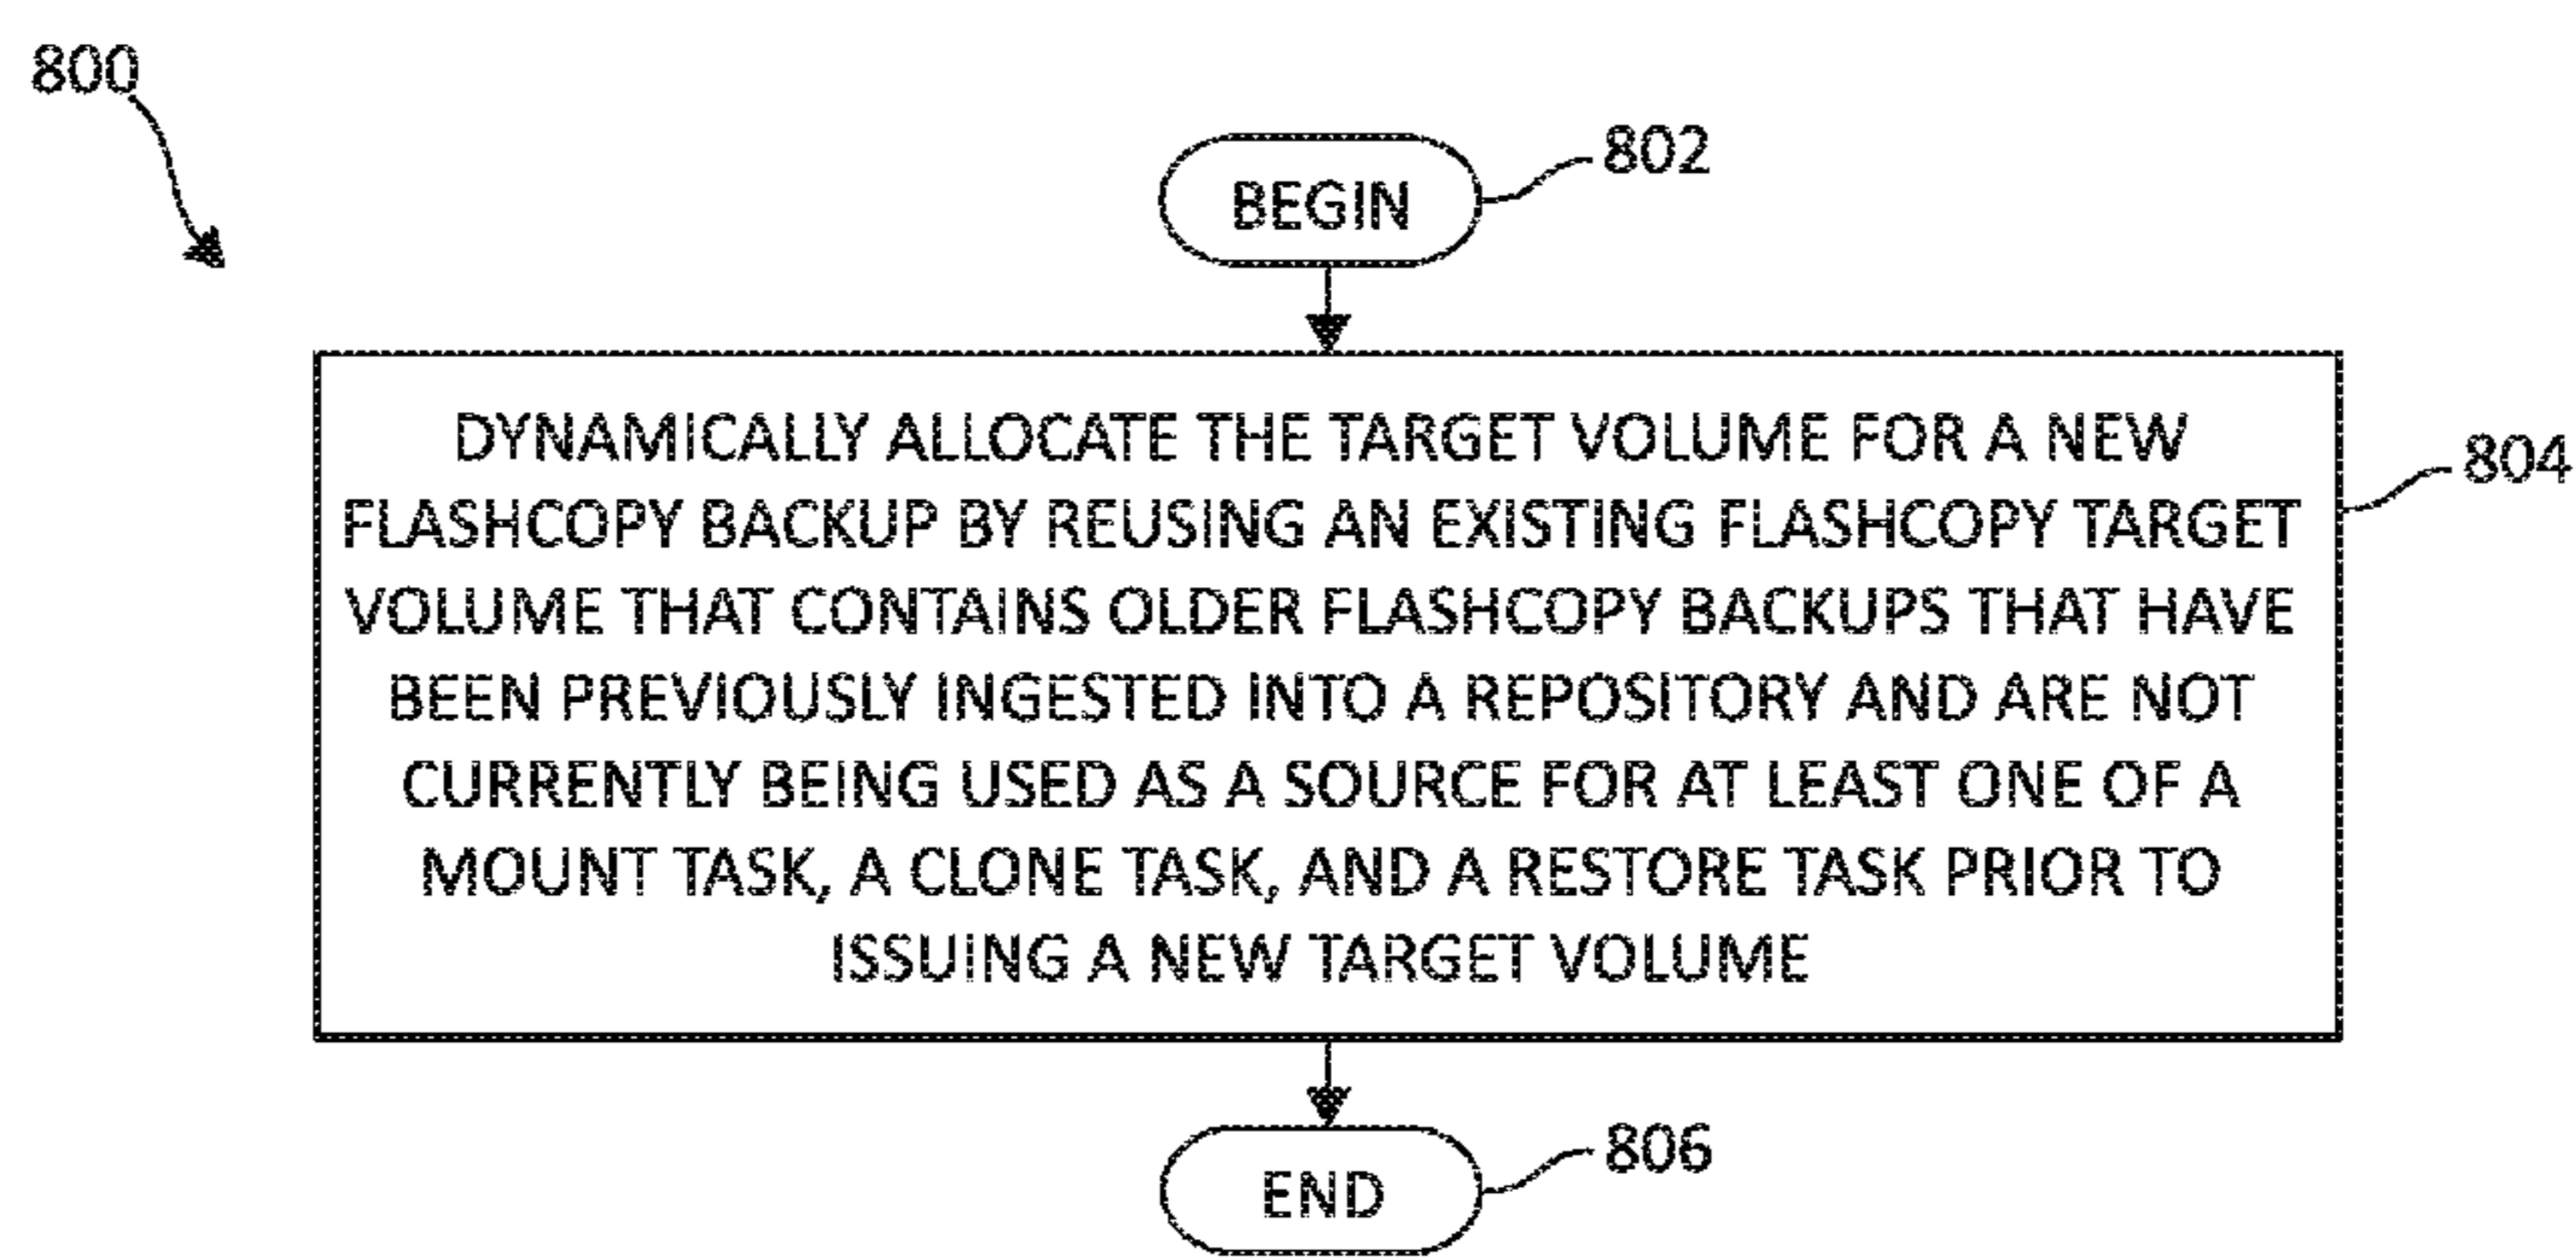 800
BEGIN
802
DYNAMICALLY ALLOCATE THE TARGET VOLUME FOR A NEW
FLASHCOPY BACKUP BY REUSING AN EXISTING FLASHCOPY TARGET
VOLUME THAT CONTAINS OLDER FLASHCOPY BACKUPS THAT HAVE
BEEN PREVIOUSLY INGESTED INTO A REPOSITORY AND ARE NOT
CURRENTLY BEING USED AS A SOURCE FOR AT LEAST ONE OF A
MOUNT TASK, A CLONE TASK, AND A RESTORE TASK PRIOR TO
ISSUING A NEW TARGET VOLUME
804
END
806